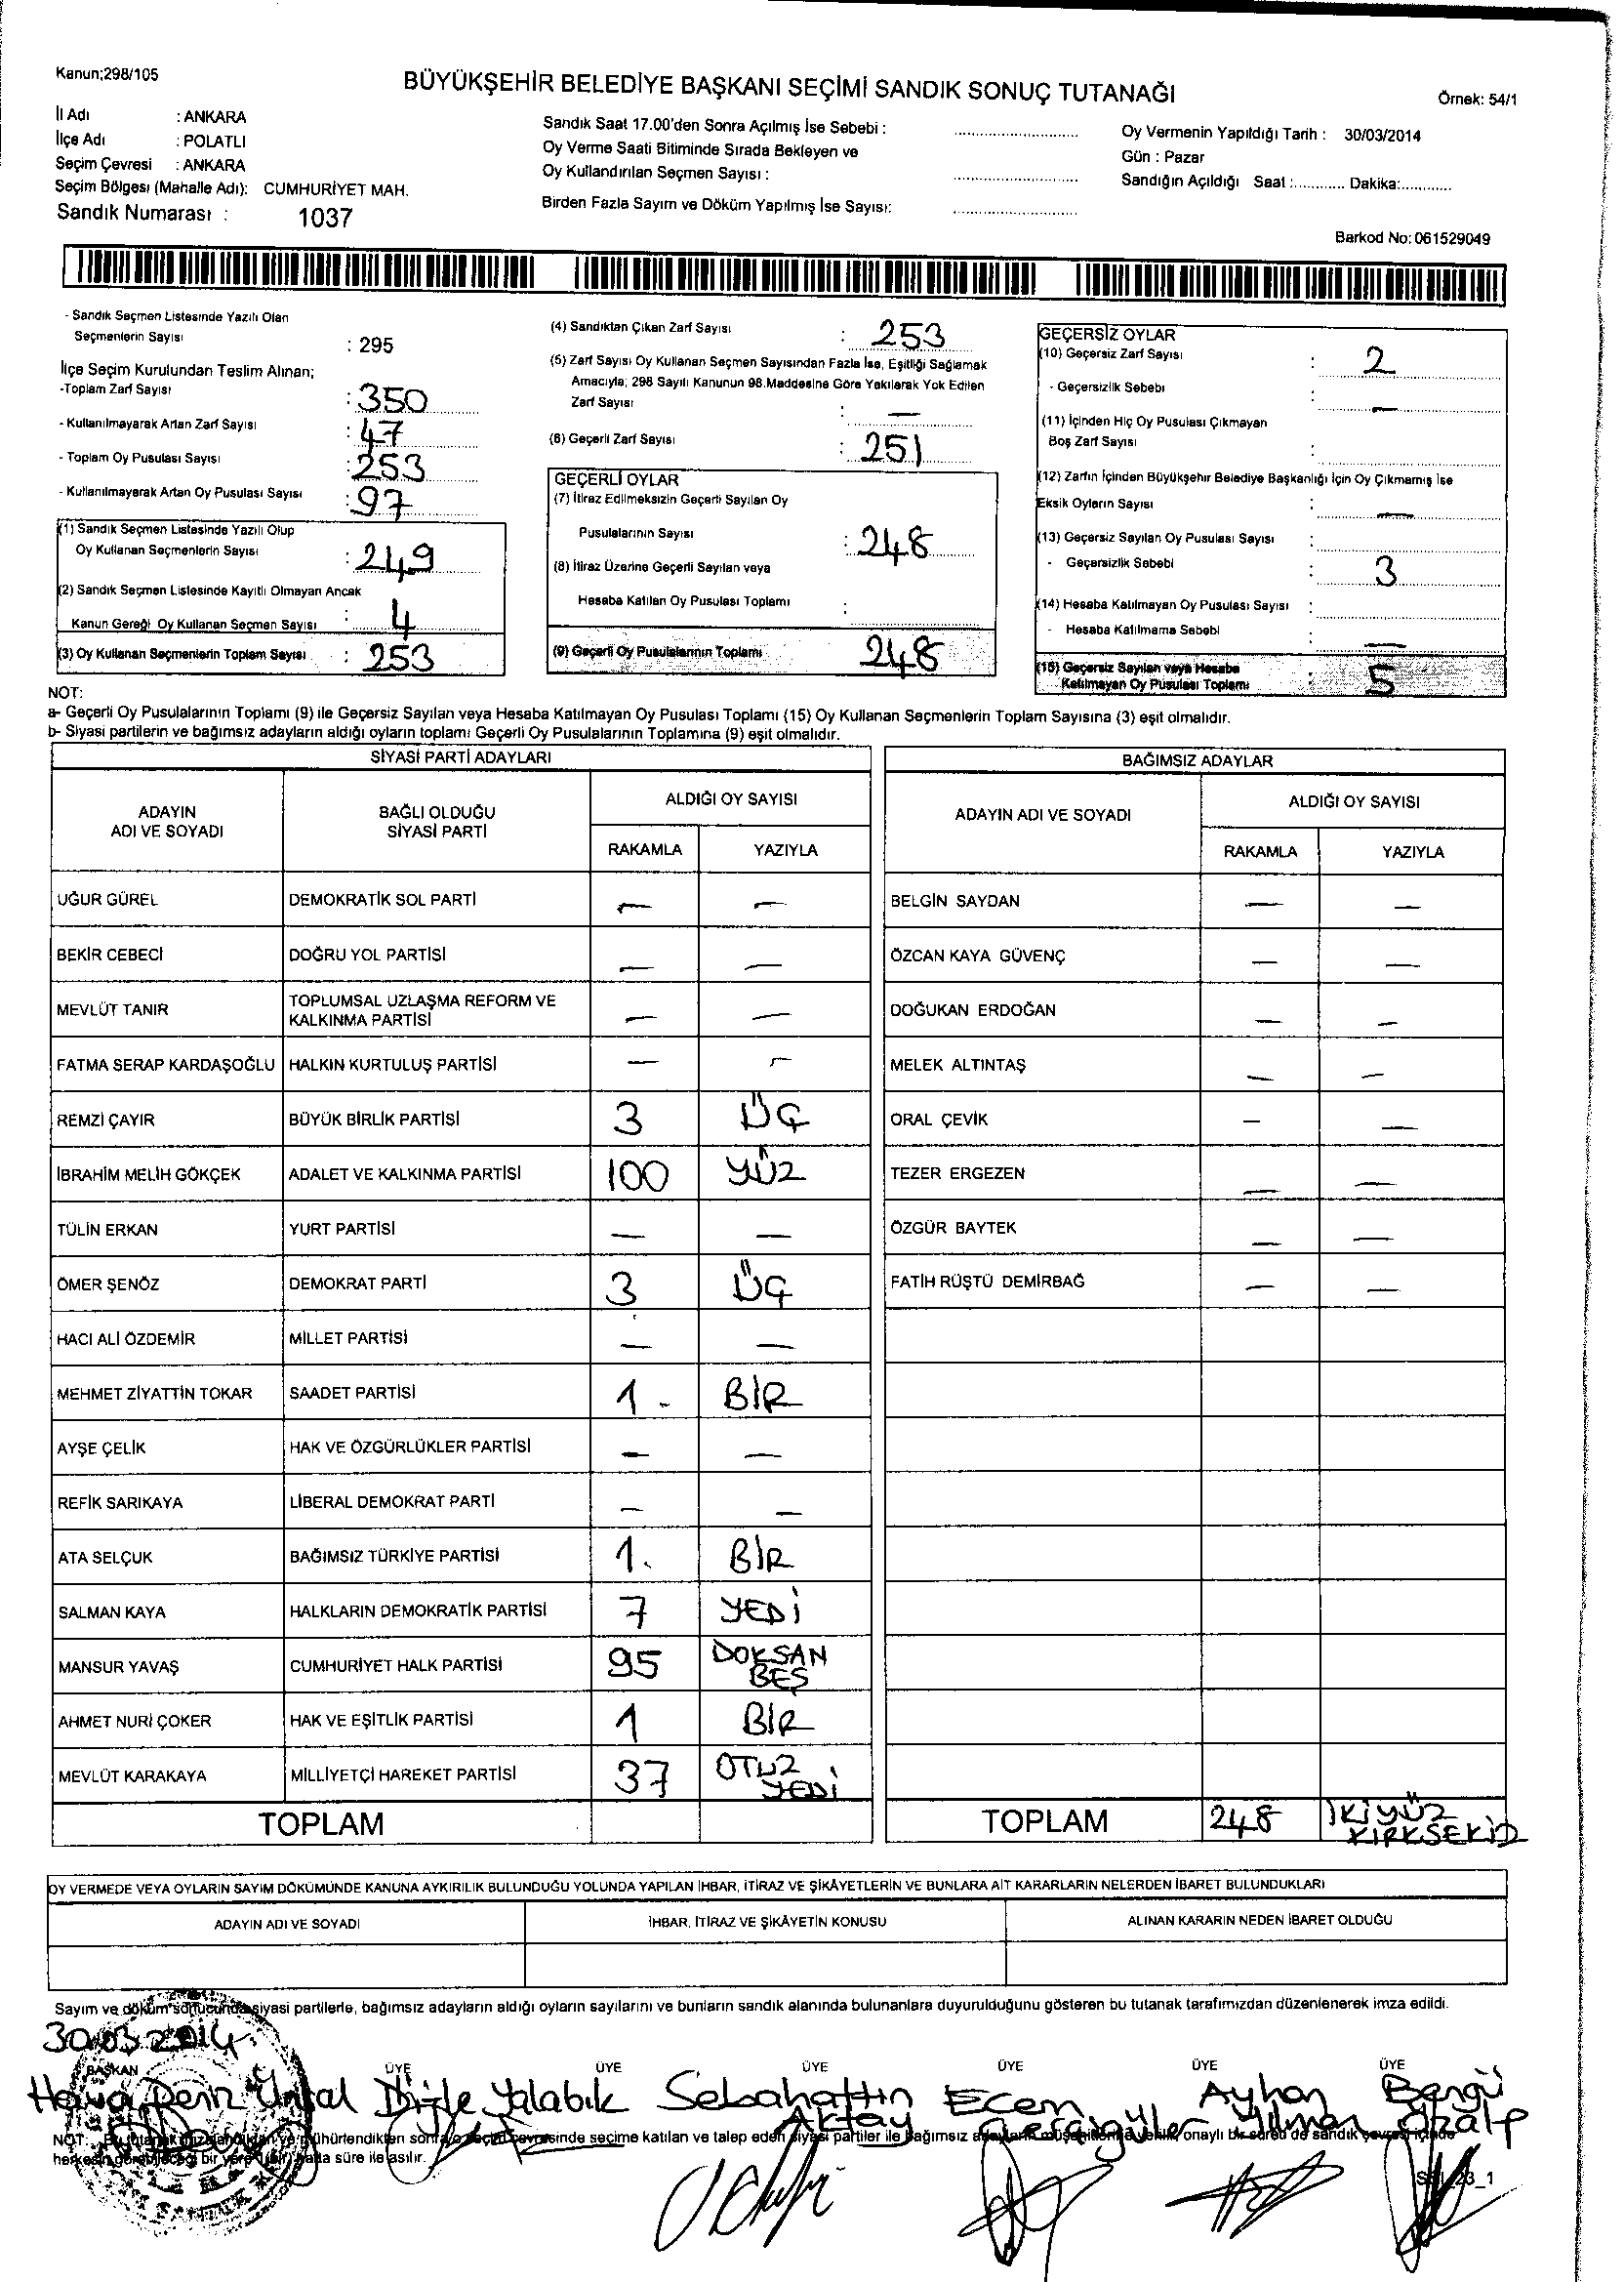 Kanun;298/105
BÜYÜKŞEHİR BELEDİYE BAŞKANI SEÇİMİ SANDIK SONUÇ TUTANAĞI
Örnek: 54/1
İl Adı : ANKARA
İlçe Adı : POLATLI
Seçim Çevresi : ANKARA
Seçim Bölgesi (Mahalle Adı): CUMHURİYET MAH.
Sandık Numarası : 1037
Sandık Saat 17.00'den Sonra Açılmış İse Sebebi :
Oy Verme Saati Bitiminde Sırada Bekleyen ve
Oy Kullandırılan Seçmen Sayısı :
Birden Fazla Sayım ve Döküm Yapılmış İse Sayısı:
Oy Vermenin Yapıldığı Tarih : 30/03/2014
Gün : Pazar
Sandığın Açıldığı Saat :............ Dakika:............
Barkod No: 061529049
- Sandık Seçmen Listesinde Yazılı Olan
Seçmenlerin Sayısı : 295
İlçe Seçim Kurulundan Teslim Alınan;
-Toplam Zarf Sayısı : 350
- Kullanılmayarak Artan Zarf Sayısı : 47
- Toplam Oy Pusulası Sayısı : 253
- Kullanılmayarak Artan Oy Pusulası Sayısı : 97
(1) Sandık Seçmen Listesinde Yazılı Olup
Oy Kullanan Seçmenlerin Sayısı : 249
(2) Sandık Seçmen Listesinde Kayıtlı Olmayan Ancak
Kanun Gereği Oy Kullanan Seçmen Sayısı : 4
(3) Oy Kullanan Seçmenlerin Toplam Sayısı : 253
(4) Sandıktan Çıkan Zarf Sayısı : 253
(5) Zarf Sayısı Oy Kullanan Seçmen Sayısından Fazla İse, Eşitliği Sağlamak
Amacıyla; 298 Sayılı Kanunun 98.Maddesine Göre Yakılarak Yok Edilen
Zarf Sayısı : —
(6) Geçerli Zarf Sayısı : 251
GEÇERLİ OYLAR
(7) İtiraz Edilmeksizin Geçerli Sayılan Oy
Pusulalarının Sayısı : 248
(8) İtiraz Üzerine Geçerli Sayılan veya
Hesaba Katılan Oy Pusulası Toplamı :
(9) Geçerli Oy Pusulalarının Toplamı 248
GEÇERSİZ OYLAR
(10) Geçersiz Zarf Sayısı : 2
- Geçersizlik Sebebi : —
(11) İçinden Hiç Oy Pusulası Çıkmayan
Boş Zarf Sayısı :
(12) Zarfın İçinden Büyükşehir Belediye Başkanlığı İçin Oy Çıkmamış İse
Eksik Oyların Sayısı : —
(13) Geçersiz Sayılan Oy Pusulası Sayısı :
- Geçersizlik Sebebi : 3
(14) Hesaba Katılmayan Oy Pusulası Sayısı :
- Hesaba Katılmama Sebebi : —
(15) Geçersiz Sayılan veya Hesaba
Katılmayan Oy Pusulası Toplamı : 5
NOT:
a- Geçerli Oy Pusulalarının Toplamı (9) ile Geçersiz Sayılan veya Hesaba Katılmayan Oy Pusulası Toplamı (15) Oy Kullanan Seçmenlerin Toplam Sayısına (3) eşit olmalıdır.
b- Siyasi partilerin ve bağımsız adayların aldığı oyların toplamı Geçerli Oy Pusulalarının Toplamına (9) eşit olmalıdır.
SİYASİ PARTİ ADAYLARI
ADAYIN ADI VE SOYADI BAĞLI OLDUĞU SİYASİ PARTİ ALDIĞI OY SAYISI
RAKAMLA YAZIYLA
UĞUR GÜREL DEMOKRATİK SOL PARTİ — —
BEKİR CEBECİ DOĞRU YOL PARTİSİ — —
MEVLÜT TANIR TOPLUMSAL UZLAŞMA REFORM VE KALKINMA PARTİSİ — —
FATMA SERAP KARDAŞOĞLU HALKIN KURTULUŞ PARTİSİ — —
REMZİ ÇAYIR BÜYÜK BİRLİK PARTİSİ 3 ÜÇ
İBRAHİM MELİH GÖKÇEK ADALET VE KALKINMA PARTİSİ 100 YÜZ
TÜLİN ERKAN YURT PARTİSİ — —
ÖMER ŞENÖZ DEMOKRAT PARTİ 3 ÜÇ
HACI ALİ ÖZDEMİR MİLLET PARTİSİ — —
MEHMET ZİYATTİN TOKAR SAADET PARTİSİ 1. BİR
AYŞE ÇELİK HAK VE ÖZGÜRLÜKLER PARTİSİ — —
REFİK SARIKAYA LİBERAL DEMOKRAT PARTİ — —
ATA SELÇUK BAĞIMSIZ TÜRKİYE PARTİSİ 1. BİR
SALMAN KAYA HALKLARIN DEMOKRATİK PARTİSİ 7 YEDİ
MANSUR YAVAŞ CUMHURİYET HALK PARTİSİ 95 DOKSAN BEŞ
AHMET NURİ ÇOKER HAK VE EŞİTLİK PARTİSİ 1 BİR
MEVLÜT KARAKAYA MİLLİYETÇİ HAREKET PARTİSİ 37 OTUZ YEDİ
TOPLAM
BAĞIMSIZ ADAYLAR
ADAYIN ADI VE SOYADI ALDIĞI OY SAYISI
RAKAMLA YAZIYLA
BELGİN SAYDAN — —
ÖZCAN KAYA GÜVENÇ — —
DOĞUKAN ERDOĞAN — —
MELEK ALTINTAŞ — —
ORAL ÇEVİK — —
TEZER ERGEZEN — —
ÖZGÜR BAYTEK — —
FATİH RÜŞTÜ DEMİRBAĞ — —
TOPLAM 248 İKİYÜZ KIRKSEKİZ
OY VERMEDE VEYA OYLARIN SAYIM DÖKÜMÜNDE KANUNA AYKIRILIK BULUNDUĞU YOLUNDA YAPILAN İHBAR, İTİRAZ VE ŞİKÂYETLERİN VE BUNLARA AİT KARARLARIN NELERDEN İBARET BULUNDUKLARI
ADAYIN ADI VE SOYADI İHBAR, İTİRAZ VE ŞİKÂYETİN KONUSU ALINAN KARARIN NEDEN İBARET OLDUĞU
Sayım ve döküm sonucunda siyasi partilerle, bağımsız adayların aldığı oyların sayılarını ve bunların sandık alanında bulunanlara duyurulduğunu gösteren bu tutanak tarafımızdan düzenlenerek imza edildi.
30.03.2014
BAŞKAN ÜYE ÜYE ÜYE ÜYE ÜYE ÜYE
Deniz Ünsal Dizle Yalabık Sebahattin Aktay Ecem Ayhan Yılman Bengü Özalp
NOT: sonra seçim çevresinde seçime katılan ve talep eden siyasi partiler ile bağımsız onaylı bir sureti de sandık çevresi içinde
herkesin görebileceği bir yere hafta süre ile asılır.